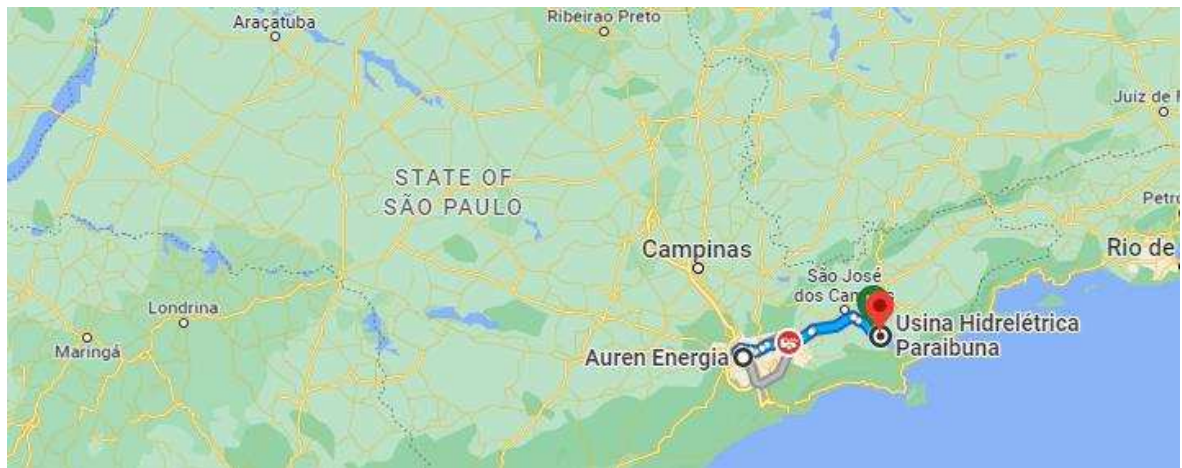 Ribeirao Preto
Araçatuba
Juiz de F
STATE OF
SÃO PAULO
Petro
Campinas
Rio de
São José
dos Cam
Londrina
Usina Hidrelétrica
Paraibuna
Maringá
Auren Energia